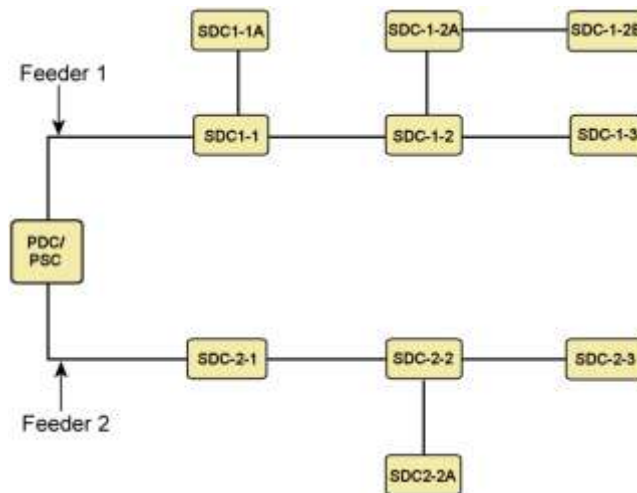 SDC1-1A
SDC-1-2A
SDC-1-2B
Feeder 1
SDC1-1
SDC-1-2
SDC-1-3
PDC/
PSC
SDC-2-1
SDC-2-2
SDC-2-3
Feeder 2
SDC2-2A